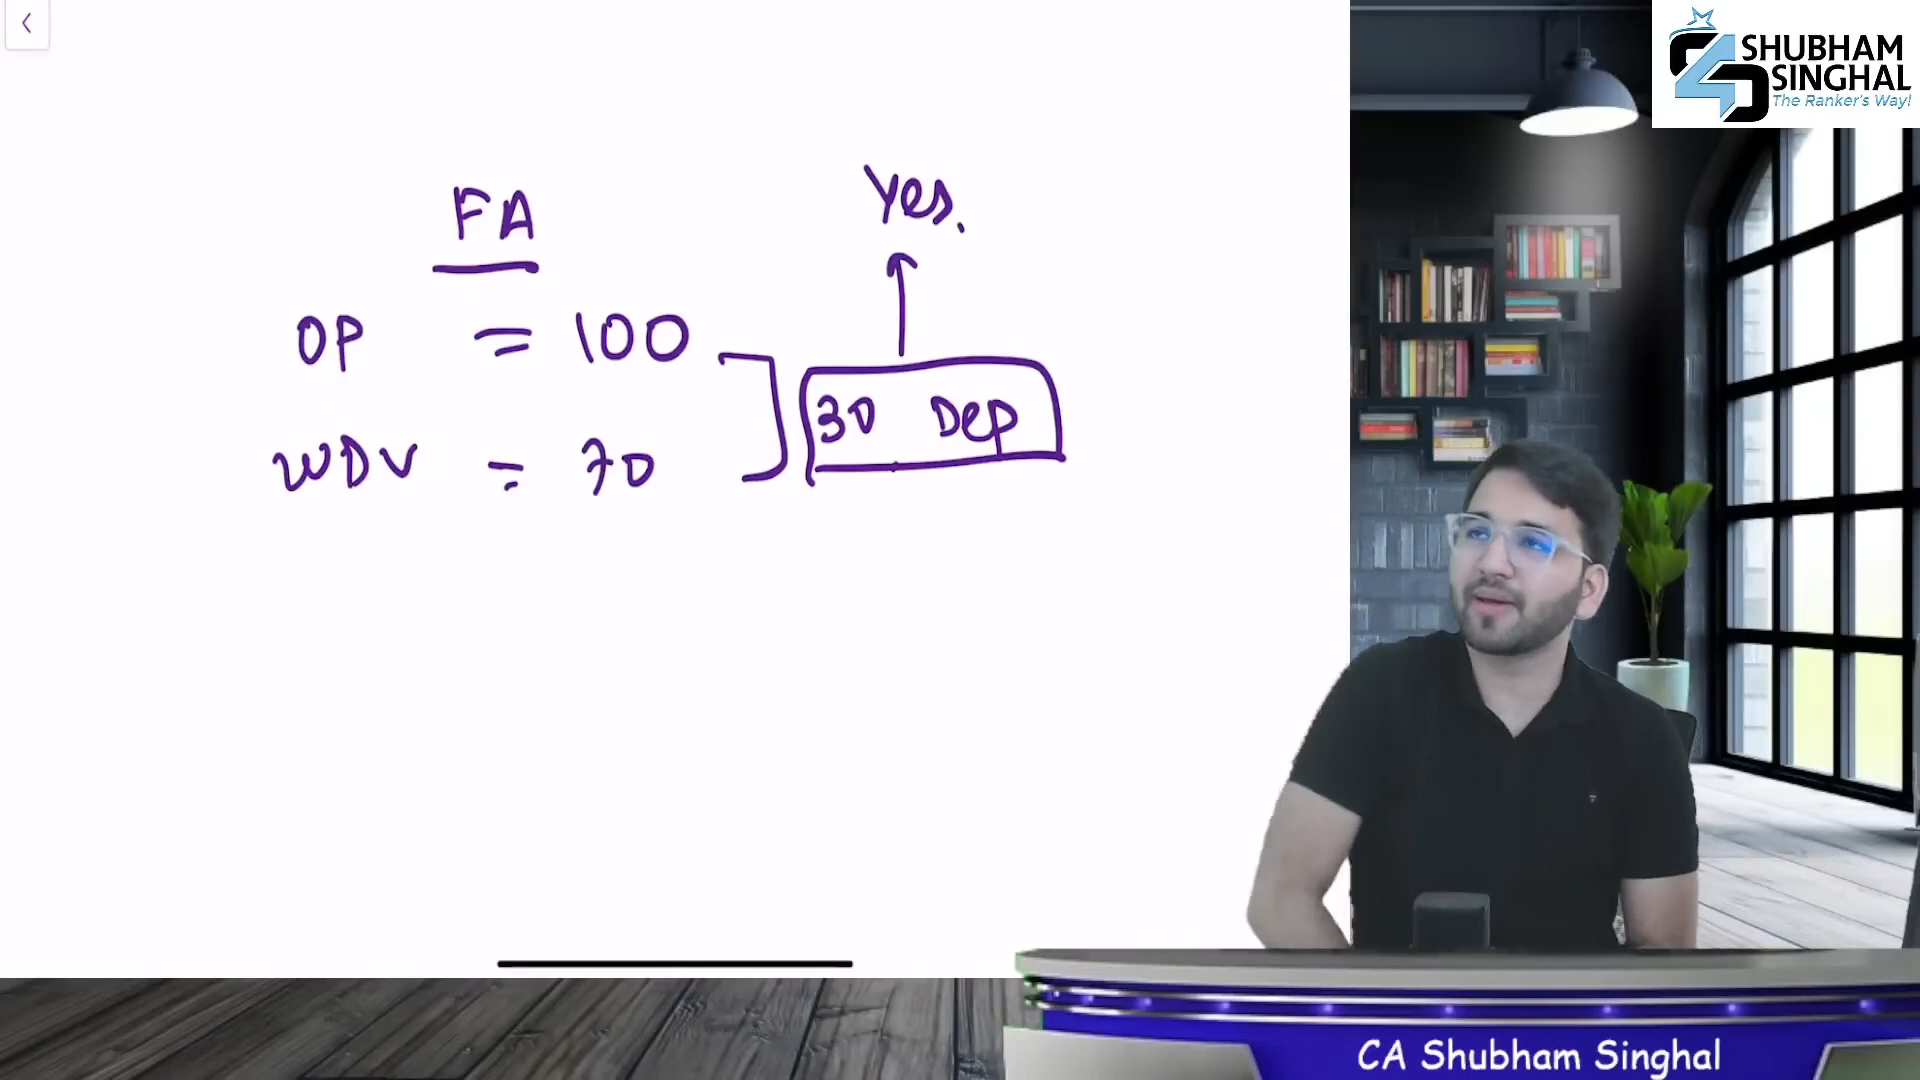 SHUBHAM
SINGHAL
The Ranker's Way!
FA
Yes.
OP = 100
30 Dep
WDV = 70
CA Shubham Singhal